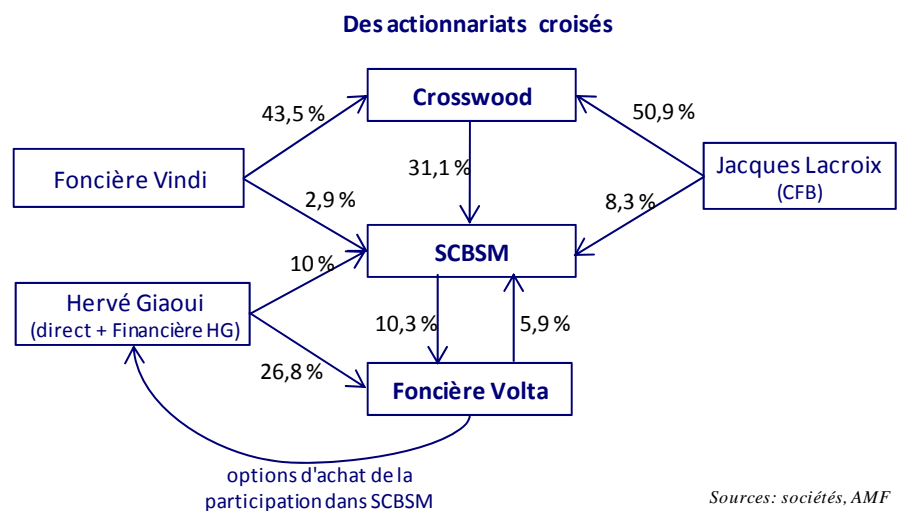 Des actionnariats croisés
Crosswood
43,5 %
50,9 %
Foncière Vindi
31,1 %
Jacques Lacroix
(CFB)
2,9 %
8,3 %
SCBSM
10 %
Hervé Giaoui
(direct + Financière HG)
10,3 %
5,9 %
26,8 %
Foncière Volta
options d'achat de la
participation dans SCBSM
Sources: sociétés, AMF